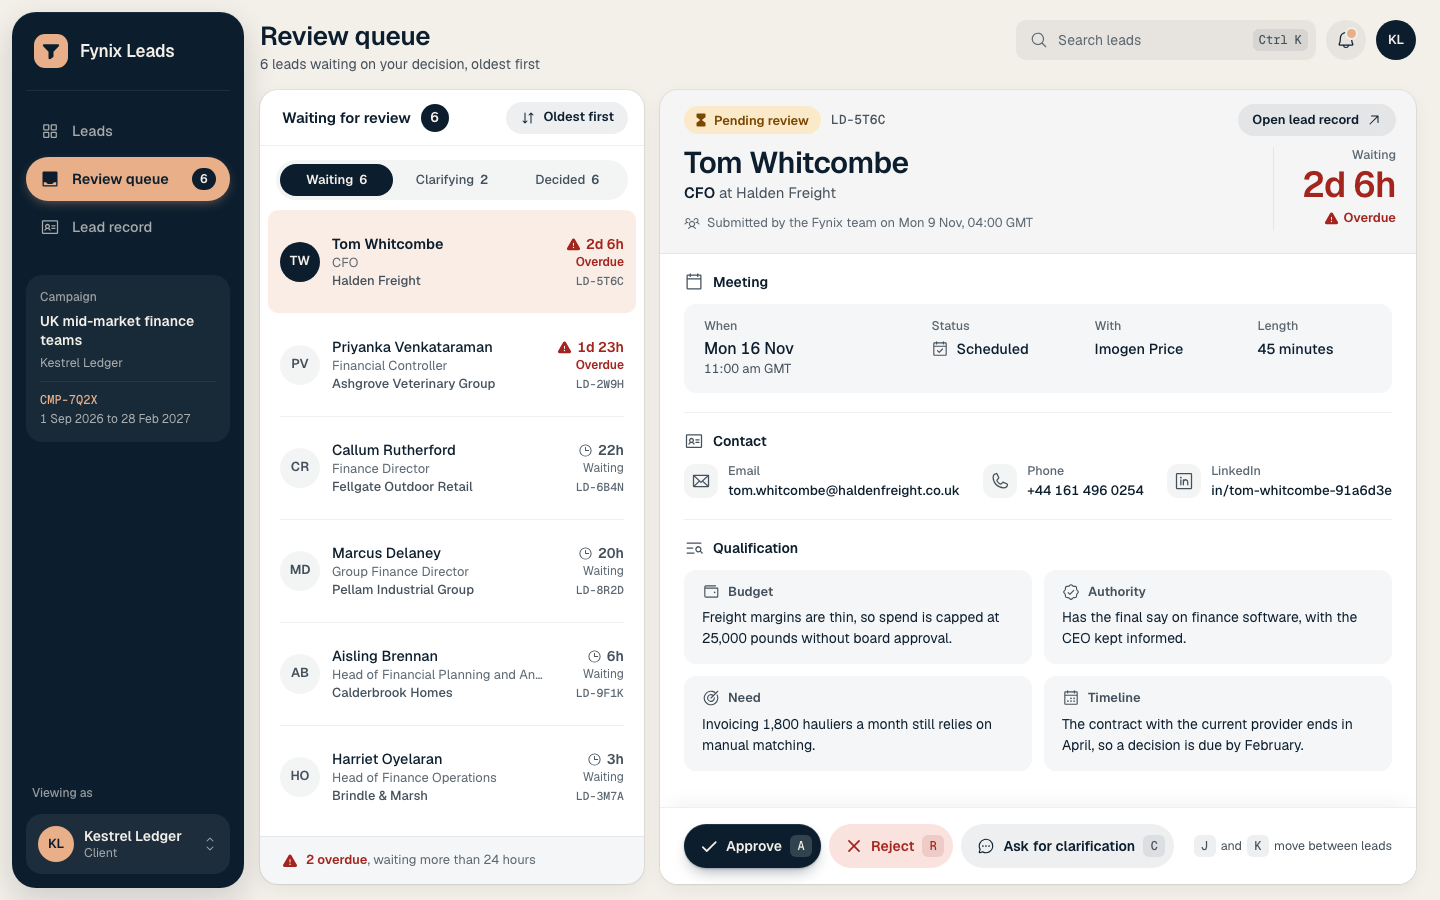 Fynix Leads
Leads
Review queue 6
Lead record
Campaign
UK mid-market finance
teams
Kestrel Ledger
CMP-7Q2X
1 Sep 2026 to 28 Feb 2027
Viewing as
KL
Kestrel Ledger
Client
Review queue
6 leads waiting on your decision, oldest first
Search leads
Ctrl K
KL
Waiting for review 6
Oldest first
Waiting 6
Clarifying 2
Decided 6
TW
Tom Whitcombe
2d 6h
CFO
Overdue
Halden Freight
LD-5T6C
PV
Priyanka Venkataraman
1d 23h
Financial Controller
Overdue
Ashgrove Veterinary Group
LD-2W9H
CR
Callum Rutherford
22h
Finance Director
Waiting
Fellgate Outdoor Retail
LD-6B4N
MD
Marcus Delaney
20h
Group Finance Director
Waiting
Pellam Industrial Group
LD-8R2D
AB
Aisling Brennan
6h
Head of Financial Planning and An…
Waiting
Calderbrook Homes
LD-9F1K
HO
Harriet Oyelaran
3h
Head of Finance Operations
Waiting
Brindle & Marsh
LD-3M7A
2 overdue, waiting more than 24 hours
Pending review
LD-5T6C
Open lead record
Tom Whitcombe
CFO at Halden Freight
Submitted by the Fynix team on Mon 9 Nov, 04:00 GMT
Waiting
2d 6h
Overdue
Meeting
When
Mon 16 Nov
11:00 am GMT
Status
Scheduled
With
Imogen Price
Length
45 minutes
Contact
Email
tom.whitcombe@haldenfreight.co.uk
Phone
+44 161 496 0254
LinkedIn
in/tom-whitcombe-91a6d3e
Qualification
Budget
Freight margins are thin, so spend is capped at
25,000 pounds without board approval.
Authority
Has the final say on finance software, with the
CEO kept informed.
Need
Invoicing 1,800 hauliers a month still relies on
manual matching.
Timeline
The contract with the current provider ends in
April, so a decision is due by February.
Approve A
Reject R
Ask for clarification C
J and K move between leads